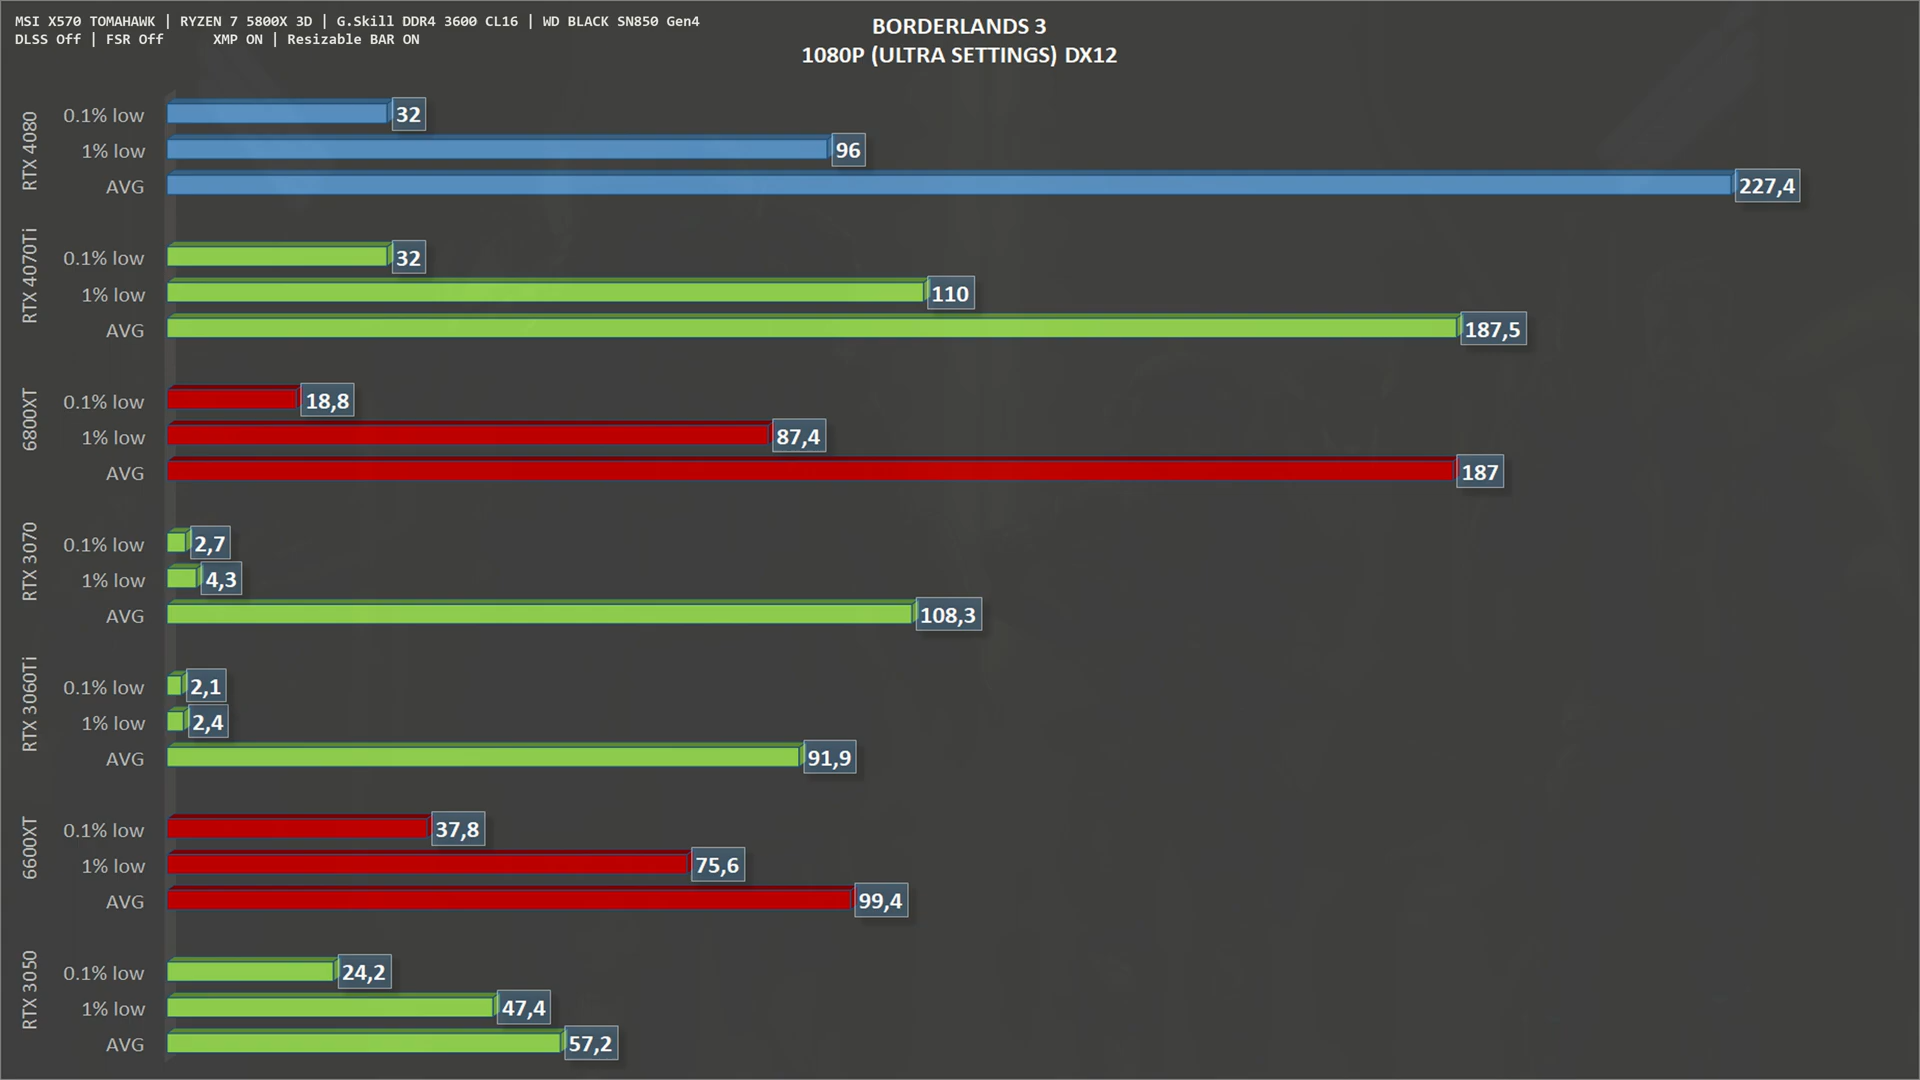 MSI X570 TOMAHAWK | RYZEN 7 5800X 3D | G.Skill DDR4 3600 CL16 | WD BLACK SN850 Gen4
DLSS Off | FSR Off XMP ON | Resizable BAR ON
BORDERLANDS 3
1080P (ULTRA SETTINGS) DX12
RTX 4080
0.1% low 32
1% low 96
AVG 227,4
RTX 4070Ti
0.1% low 32
1% low 110
AVG 187,5
6800XT
0.1% low 18,8
1% low 87,4
AVG 187
RTX 3070
0.1% low 2,7
1% low 4,3
AVG 108,3
RTX 3060Ti
0.1% low 2,1
1% low 2,4
AVG 91,9
6600XT
0.1% low 37,8
1% low 75,6
AVG 99,4
RTX 3050
0.1% low 24,2
1% low 47,4
AVG 57,2